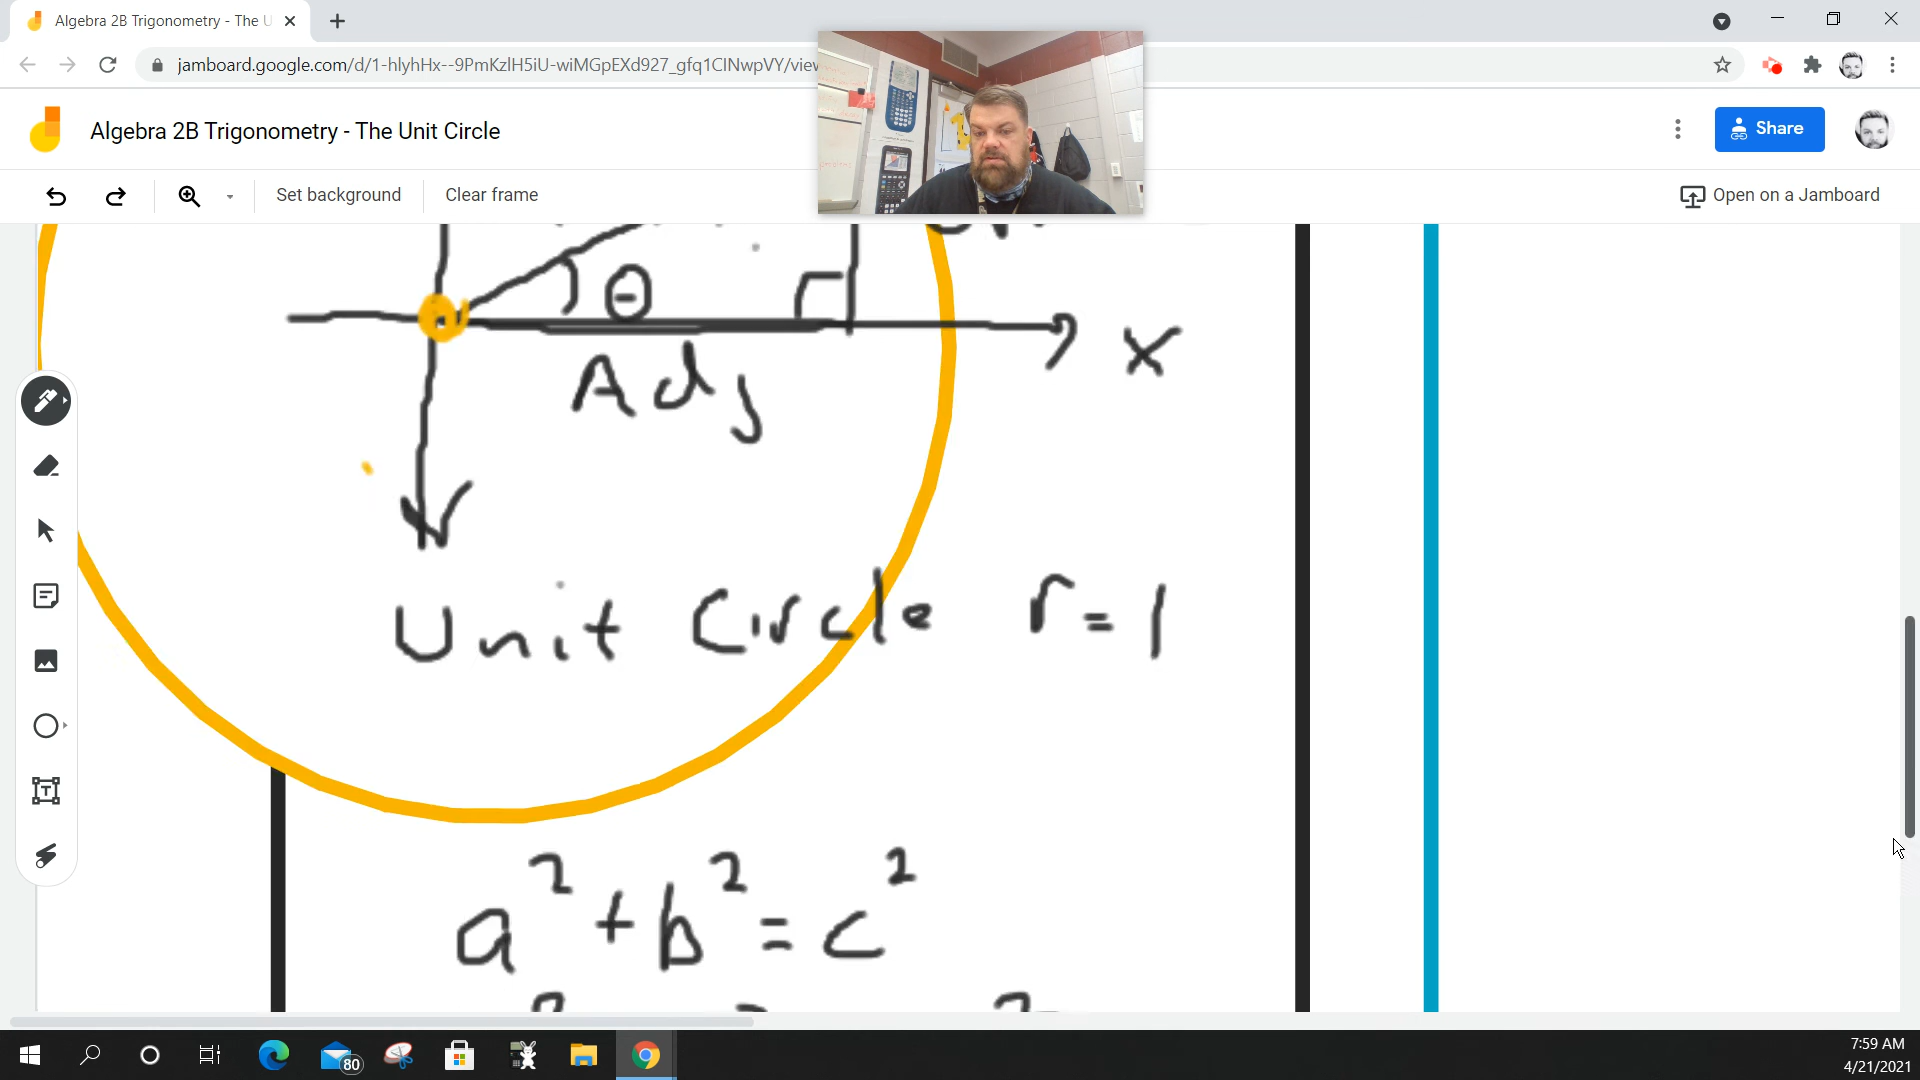 Algebra 2B Trigonometry - The U
jamboard.google.com/d/1-hlyhHx--9PmKzlH5iU-wiMGpEXd927_gfq1CINwpVY/view
Algebra 2B Trigonometry - The Unit Circle
Share
Set background
Clear frame
Open on a Jamboard
θ
x
Adj
Unit Circle r=1
a²+b²=c²
80
7:59 AM
4/21/2021